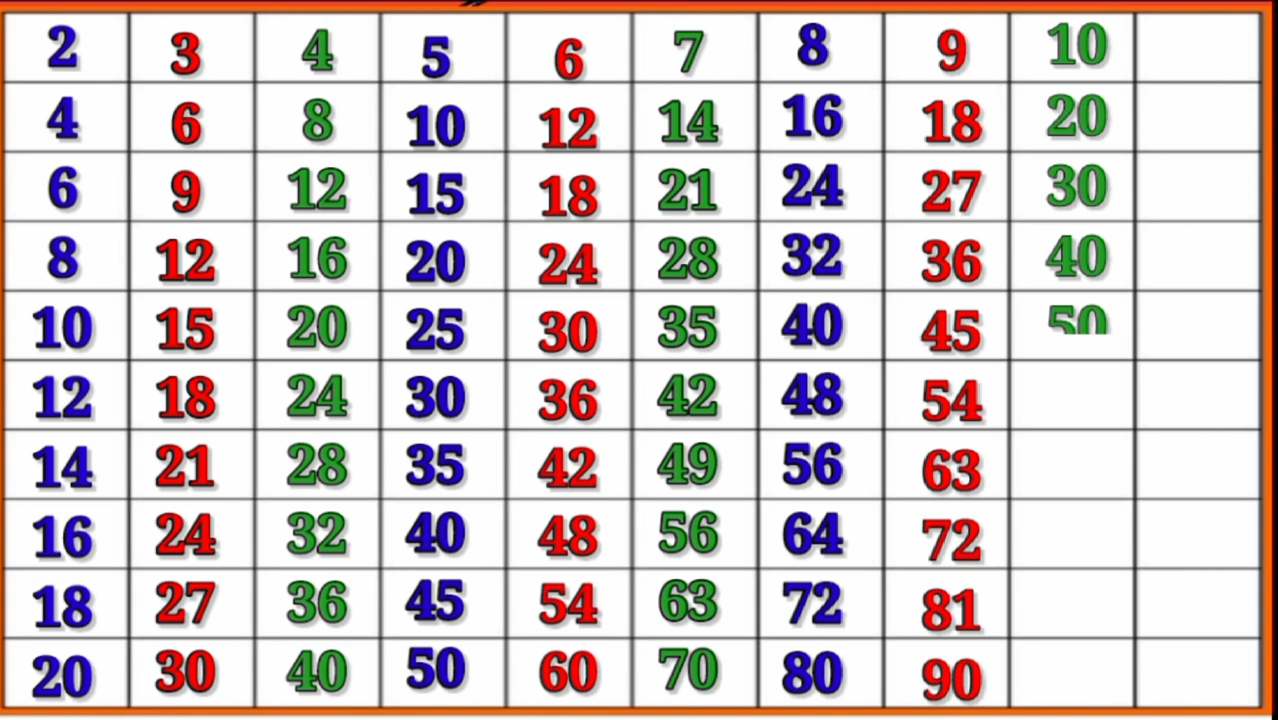 2 3 4 5 6 7 8 9 10
4 6 8 10 12 14 16 18 20
6 9 12 15 18 21 24 27 30
8 12 16 20 24 28 32 36 40
10 15 20 25 30 35 40 45 50
12 18 24 30 36 42 48 54
14 21 28 35 42 49 56 63
16 24 32 40 48 56 64 72
18 27 36 45 54 63 72 81
20 30 40 50 60 70 80 90